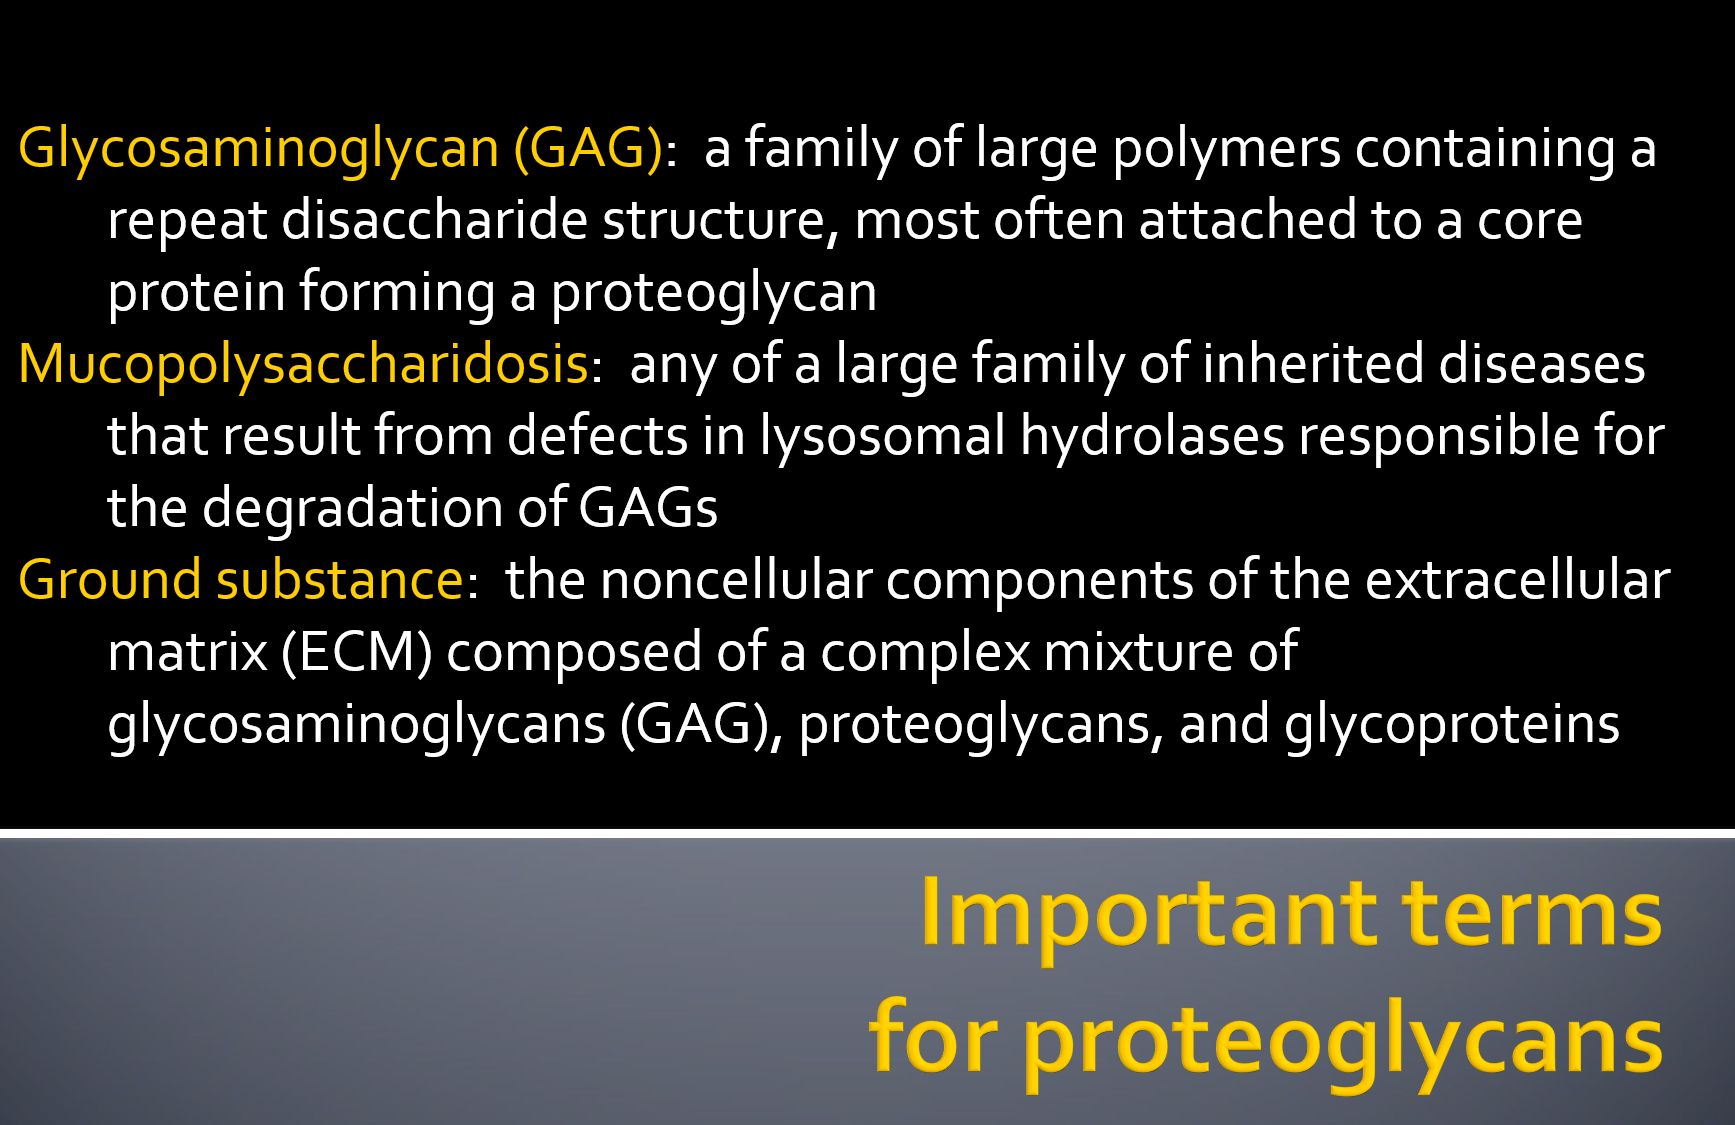 Glycosaminoglycan (GAG):  a family of large polymers containing a
repeat disaccharide structure, most often attached to a core
protein forming a proteoglycan
Mucopolysaccharidosis:  any of a large family of inherited diseases
that result from defects in lysosomal hydrolases responsible for
the degradation of GAGs
Ground substance:  the noncellular components of the extracellular
matrix (ECM) composed of a complex mixture of
glycosaminoglycans (GAG), proteoglycans, and glycoproteins
Important terms
for proteoglycans